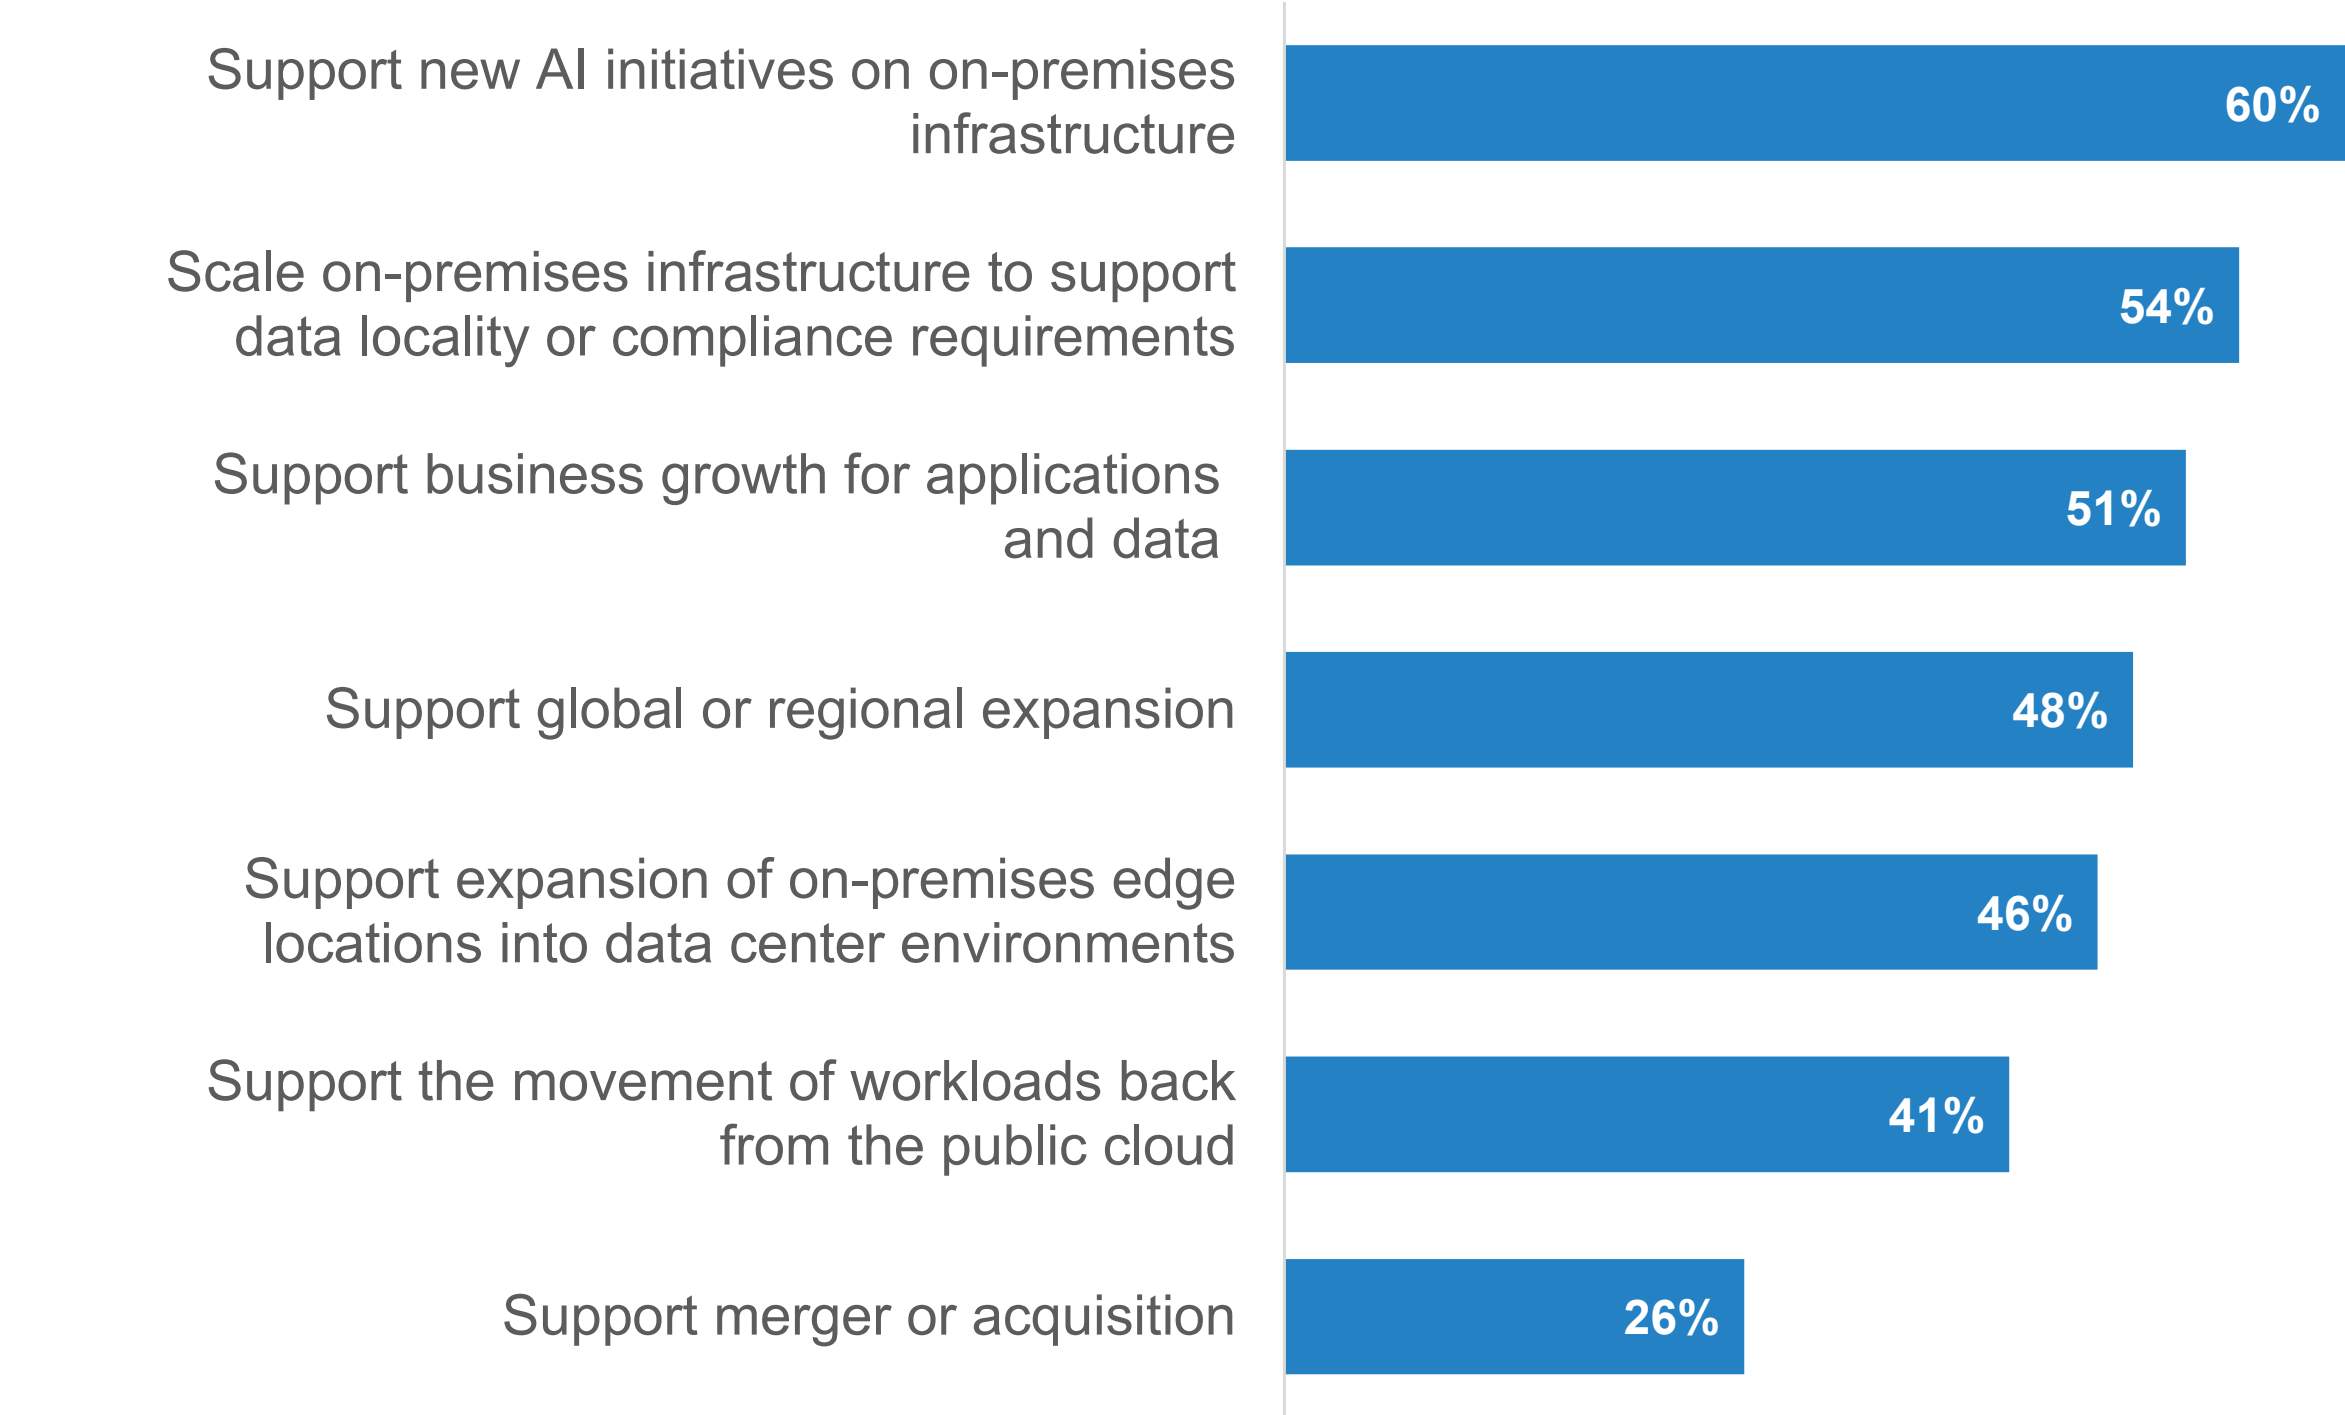 Support new AI initiatives on on-premises
infrastructure
60%
Scale on-premises infrastructure to support
data locality or compliance requirements
54%
Support business growth for applications
and data
51%
Support global or regional expansion
48%
Support expansion of on-premises edge
locations into data center environments
46%
Support the movement of workloads back
from the public cloud
41%
Support merger or acquisition
26%